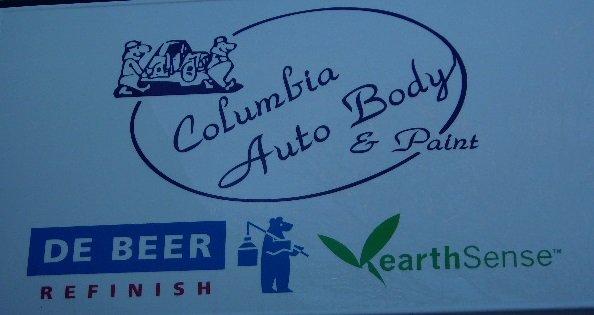 Columbia
Auto Body
& Paint
DE BEER
REFINISH
earthSense™